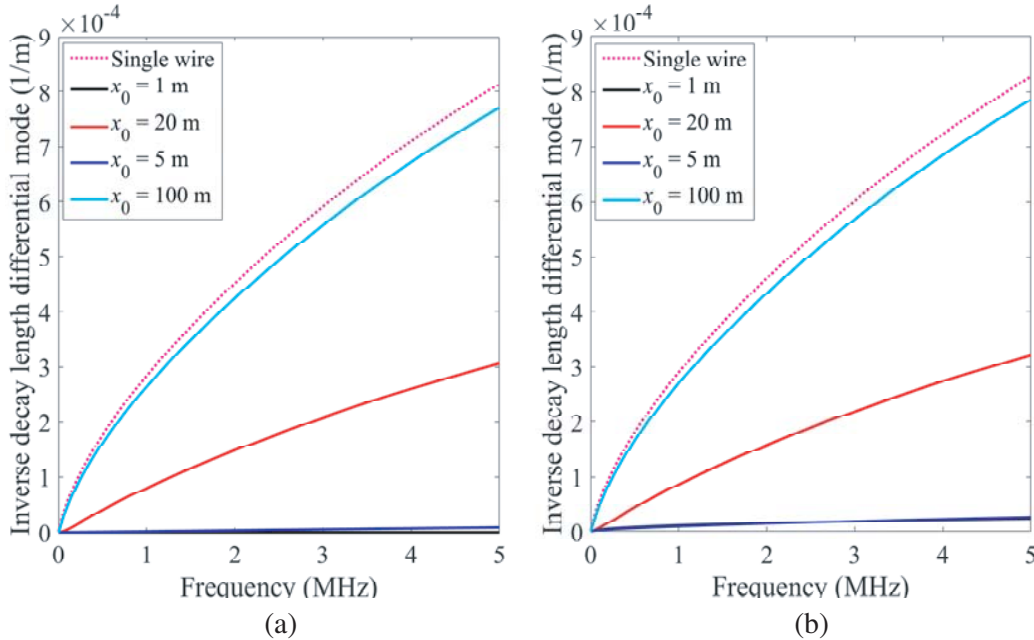 ×10⁻⁴
Inverse decay length differential mode (1/m)
9
8
7
6
5
4
3
2
1
0
Single wire
x₀ = 1 m
x₀ = 20 m
x₀ = 5 m
x₀ = 100 m
0 1 2 3 4 5
Frequency (MHz)
(a)
×10⁻⁴
Inverse decay length differential mode (1/m)
9
8
7
6
5
4
3
2
1
0
Single wire
x₀ = 1 m
x₀ = 20 m
x₀ = 5 m
x₀ = 100 m
0 1 2 3 4 5
Frequency (MHz)
(b)